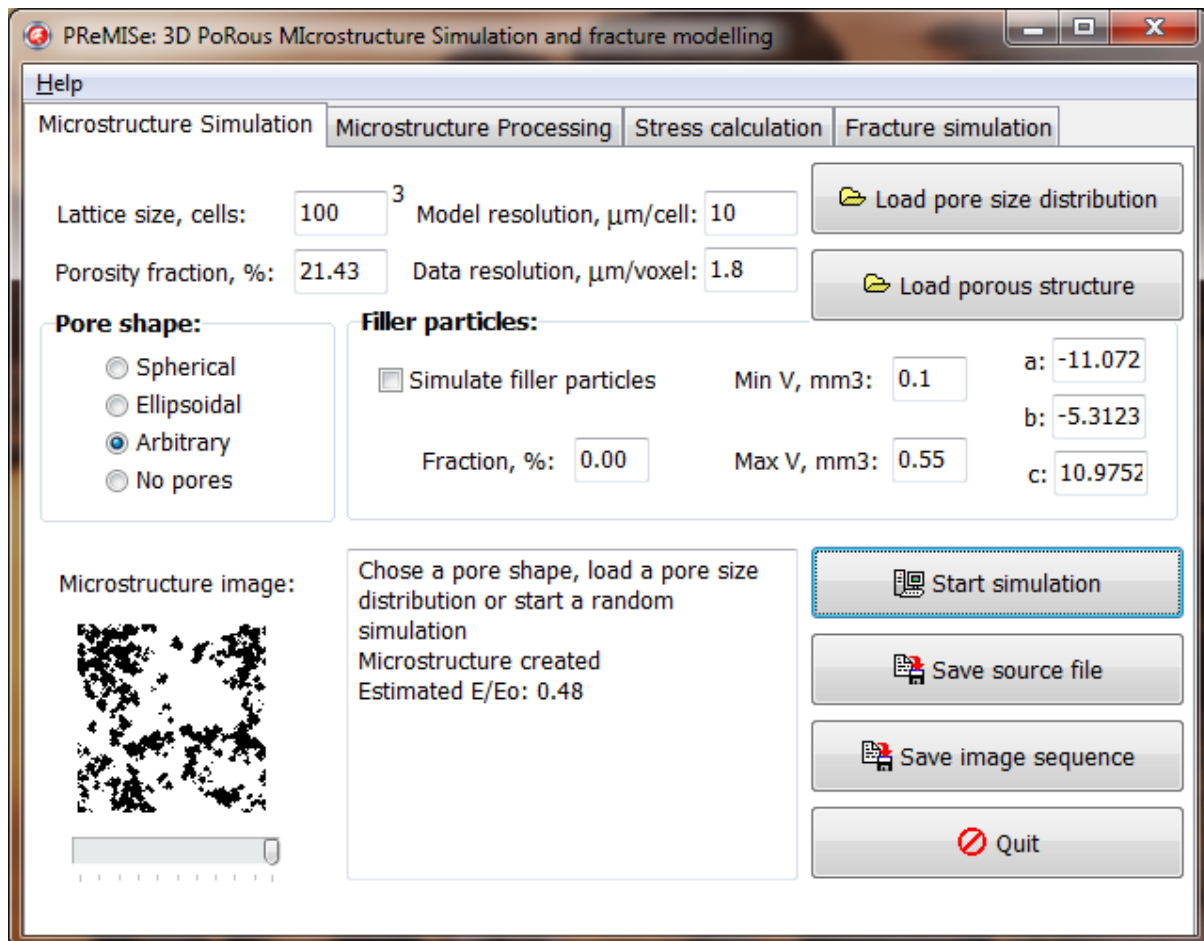 PReMISe: 3D PoRous MIcrostructure Simulation and fracture modelling
Help
Microstructure Simulation
Microstructure Processing
Stress calculation
Fracture simulation
Lattice size, cells: 100 3
Model resolution, μm/cell: 10
Load pore size distribution
Porosity fraction, %: 21.43
Data resolution, μm/voxel: 1.8
Load porous structure
Pore shape:
Spherical
Ellipsoidal
Arbitrary
No pores
Filler particles:
Simulate filler particles
Min V, mm3: 0.1
a: -11.072
b: -5.3123
Fraction, %: 0.00
Max V, mm3: 0.55
c: 10.9752
Microstructure image:
Chose a pore shape, load a pore size
distribution or start a random
simulation
Microstructure created
Estimated E/Eo: 0.48
Start simulation
Save source file
Save image sequence
Quit